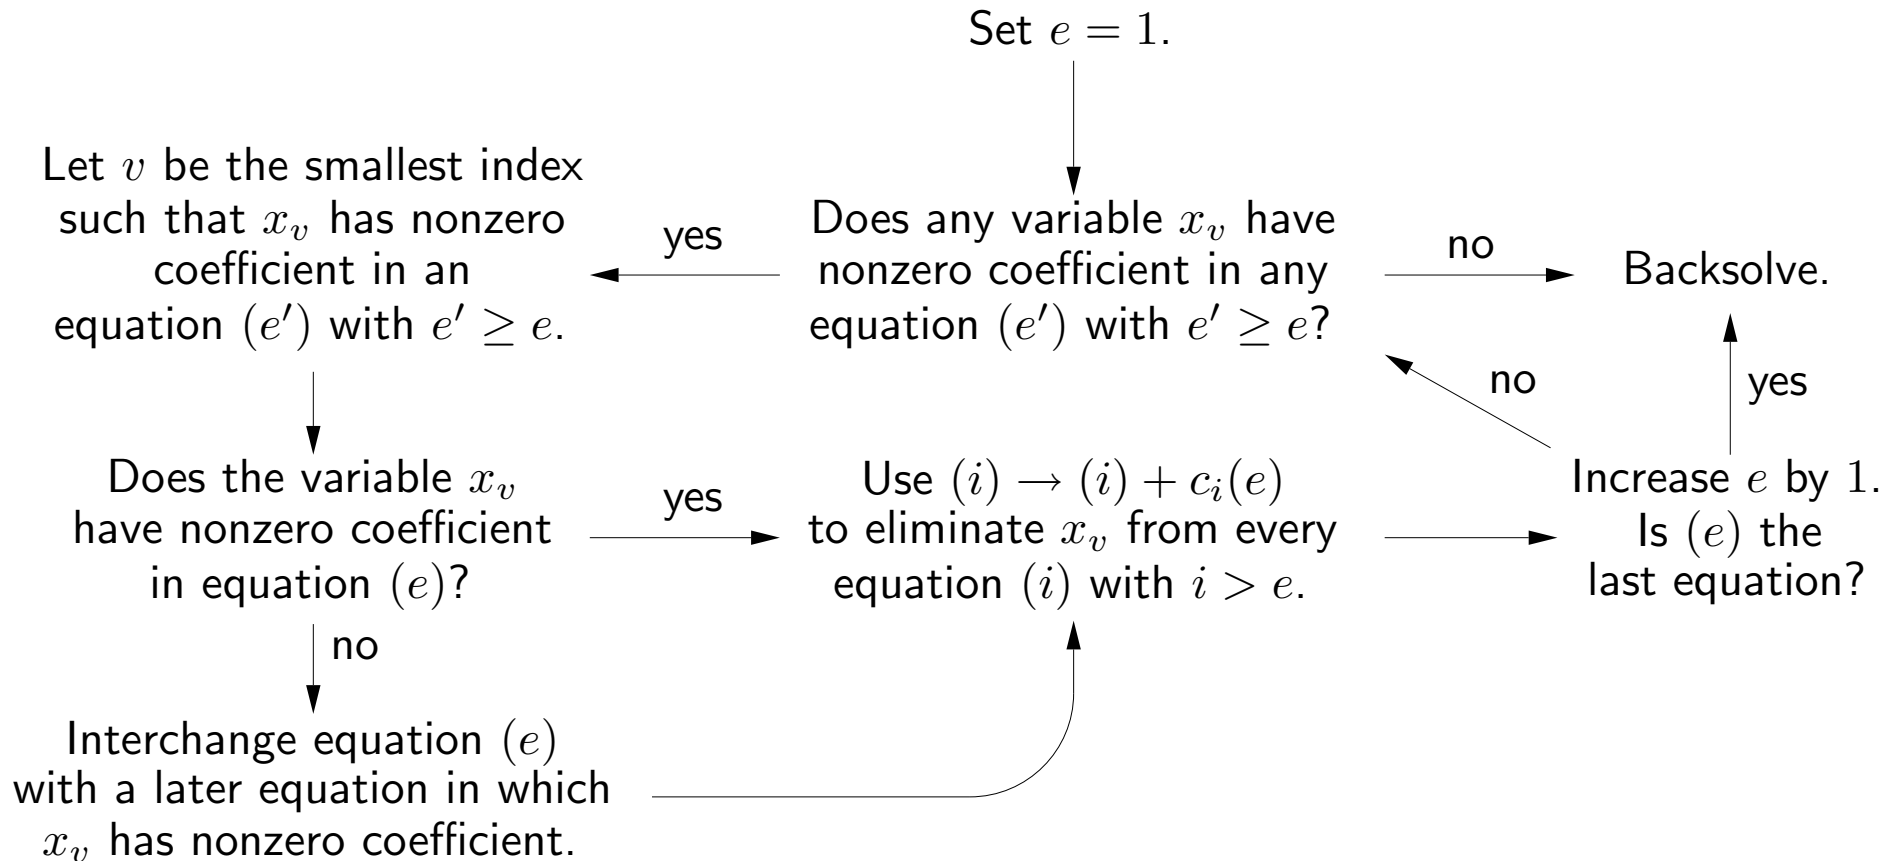 Set e = 1.
Let v be the smallest index
such that x_v has nonzero
coefficient in an
equation (e′) with e′ ≥ e.
yes
Does any variable x_v have
nonzero coefficient in any
equation (e′) with e′ ≥ e?
no
Backsolve.
no
yes
Does the variable x_v
have nonzero coefficient
in equation (e)?
yes
Use (i) → (i) + c_i(e)
to eliminate x_v from every
equation (i) with i > e.
Increase e by 1.
Is (e) the
last equation?
no
Interchange equation (e)
with a later equation in which
x_v has nonzero coefficient.